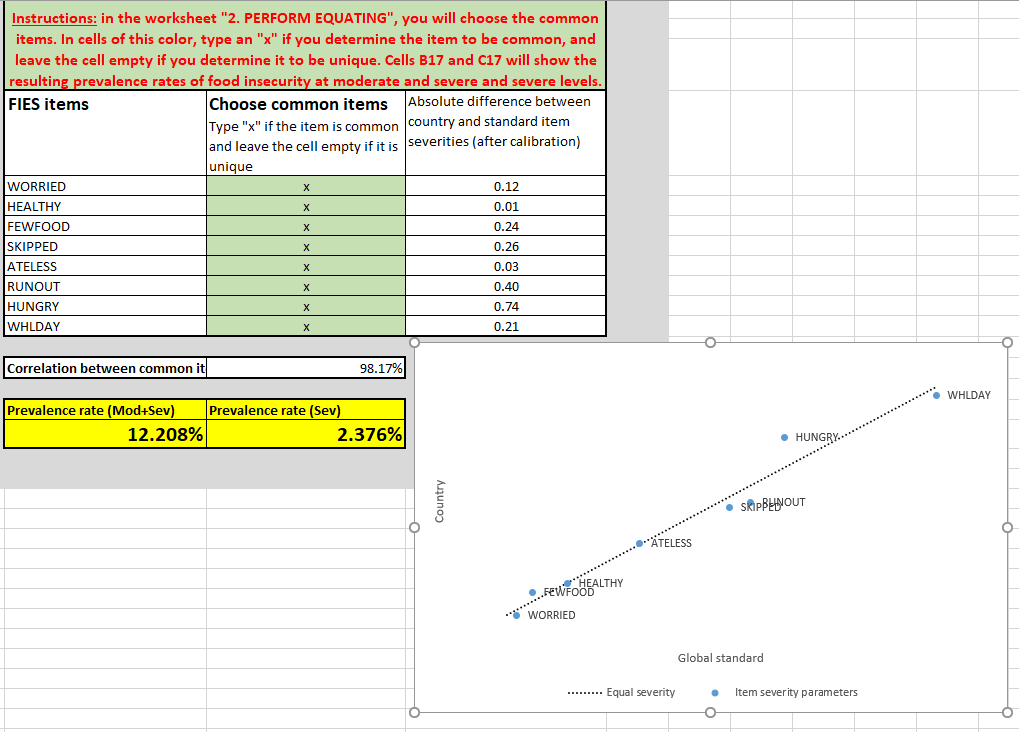 Instructions: in the worksheet "2. PERFORM EQUATING", you will choose the common
items. In cells of this color, type an "x" if you determine the item to be common, and
leave the cell empty if you determine it to be unique. Cells B17 and C17 will show the
resulting prevalence rates of food insecurity at moderate and severe and severe levels.
FIES items
Choose common items
Type "x" if the item is common
and leave the cell empty if it is
unique
Absolute difference between
country and standard item
severities (after calibration)
WORRIED x 0.12
HEALTHY x 0.01
FEWFOOD x 0.24
SKIPPED x 0.26
ATELESS x 0.03
RUNOUT x 0.40
HUNGRY x 0.74
WHLDAY x 0.21
Correlation between common it 98.17%
Prevalence rate (Mod+Sev) Prevalence rate (Sev)
12.208% 2.376%
WHLDAY
HUNGRY
RUNOUT
SKIPPED
ATELESS
HEALTHY
FEWFOOD
WORRIED
Country
Global standard
Equal severity Item severity parameters